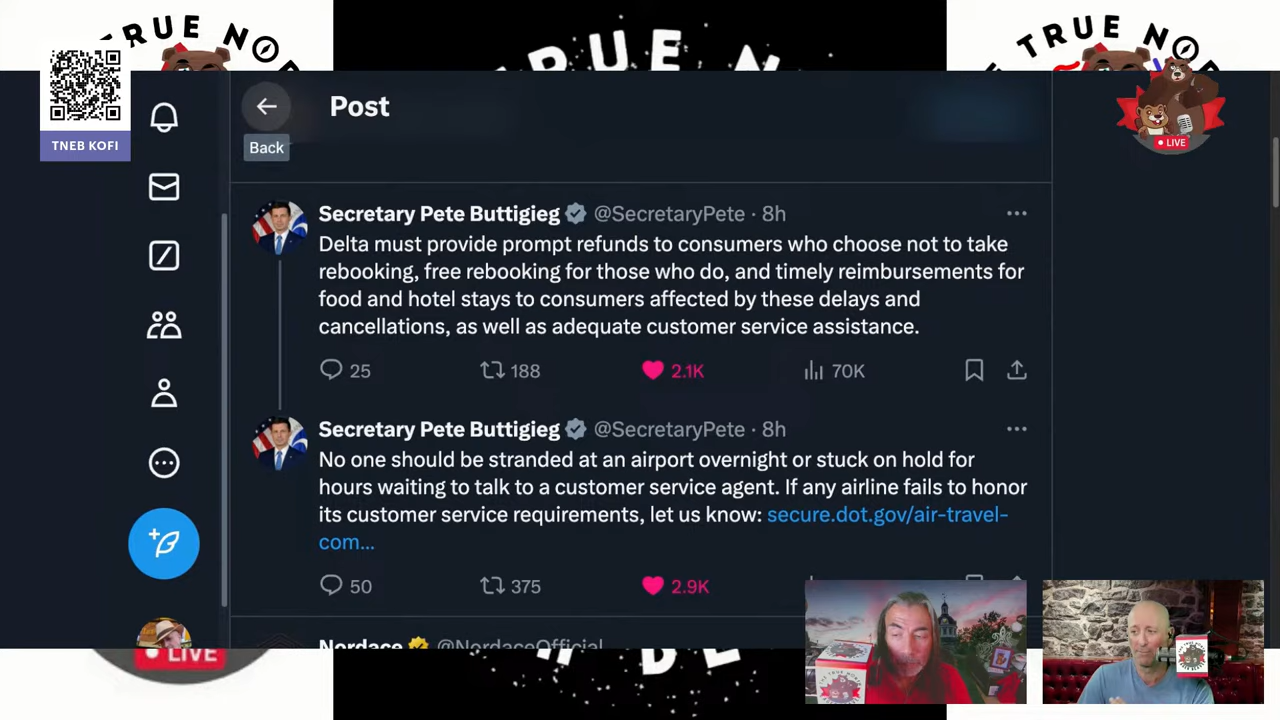 TRUE NO
TRUE N
TRUE NO
TNEB KOFI
LIVE
Post
Back
Secretary Pete Buttigieg @SecretaryPete · 8h
Delta must provide prompt refunds to consumers who choose not to take
rebooking, free rebooking for those who do, and timely reimbursements for
food and hotel stays to consumers affected by these delays and
cancellations, as well as adequate customer service assistance.
25 188 2.1K 70K
Secretary Pete Buttigieg @SecretaryPete · 8h
No one should be stranded at an airport overnight or stuck on hold for
hours waiting to talk to a customer service agent. If any airline fails to honor
its customer service requirements, let us know: secure.dot.gov/air-travel-
com...
50 375 2.9K
Nordace @NordaceOfficial
LIVE